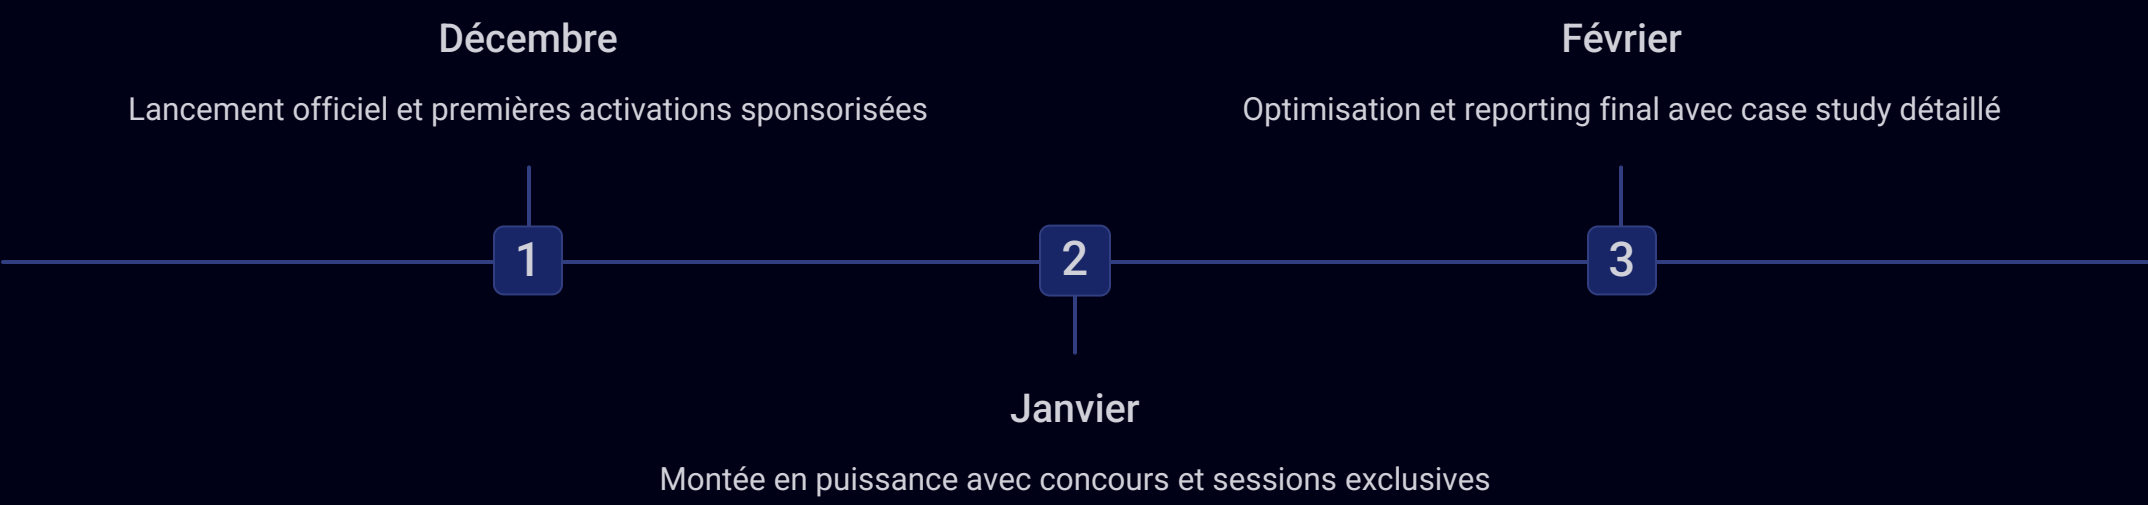 Décembre
Lancement officiel et premières activations sponsorisées
1
2
Janvier
Montée en puissance avec concours et sessions exclusives
Février
Optimisation et reporting final avec case study détaillé
3